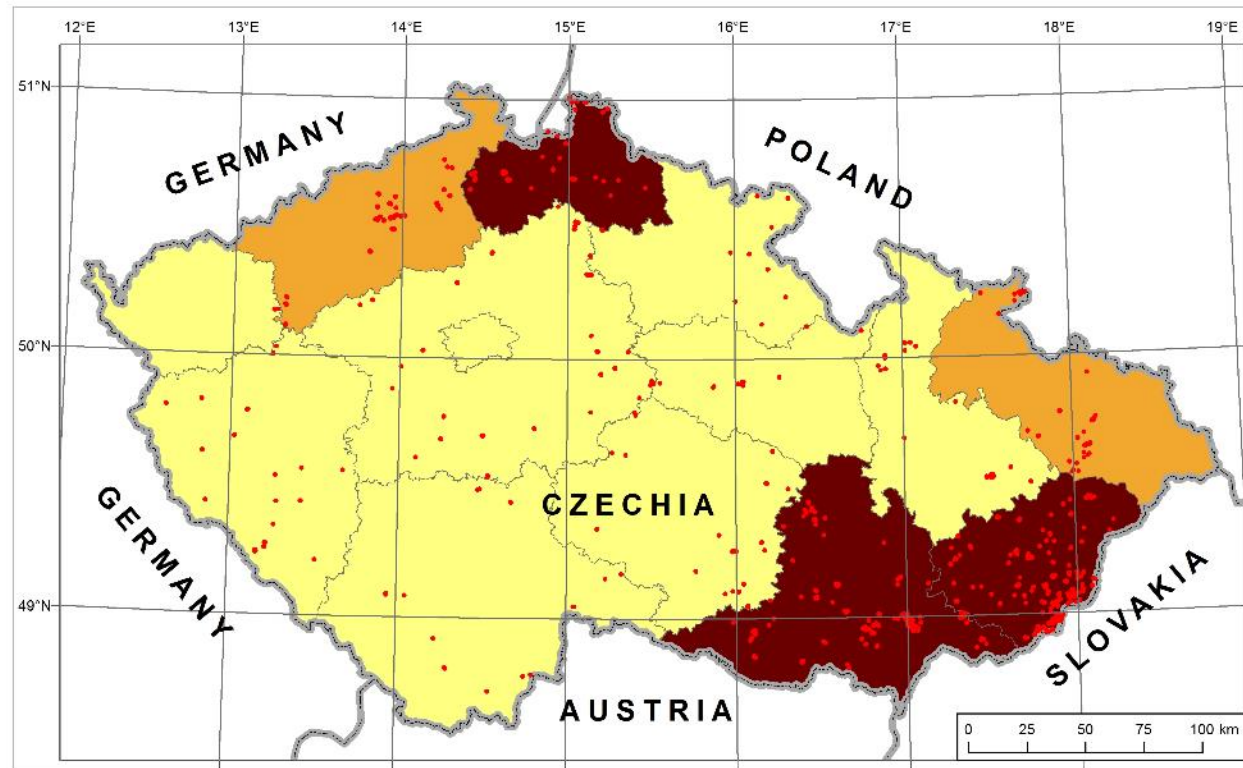 12°E 13°E 14°E 15°E 16°E 17°E 18°E 19°E
51°N
GERMANY
POLAND
50°N
CZECHIA
GERMANY
49°N
SLOVAKIA
AUSTRIA
0 25 50 75 100 km